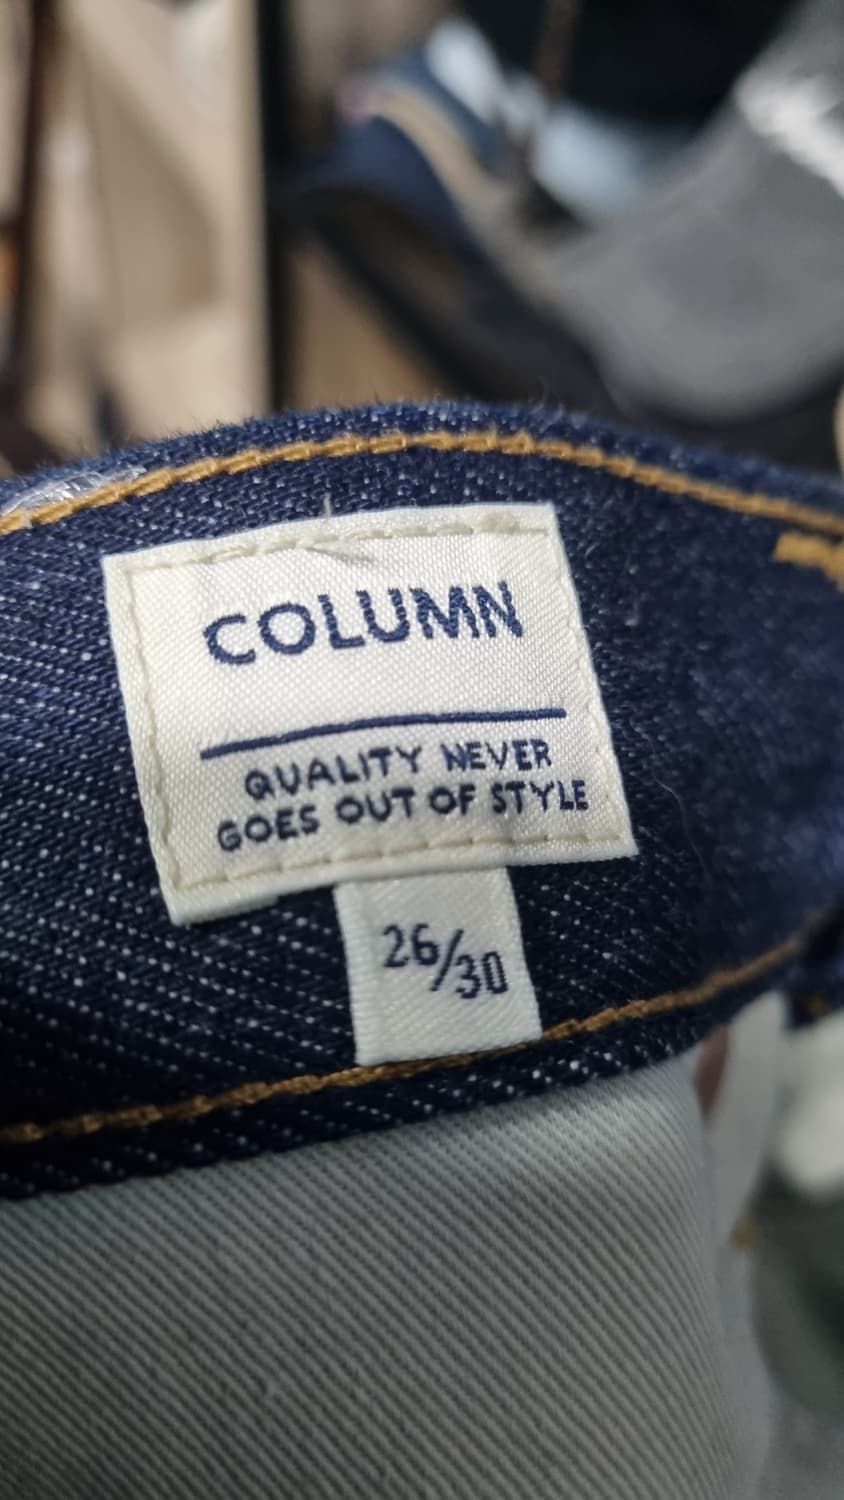 COLUMN
QUALITY NEVER
GOES OUT OF STYLE
26/30